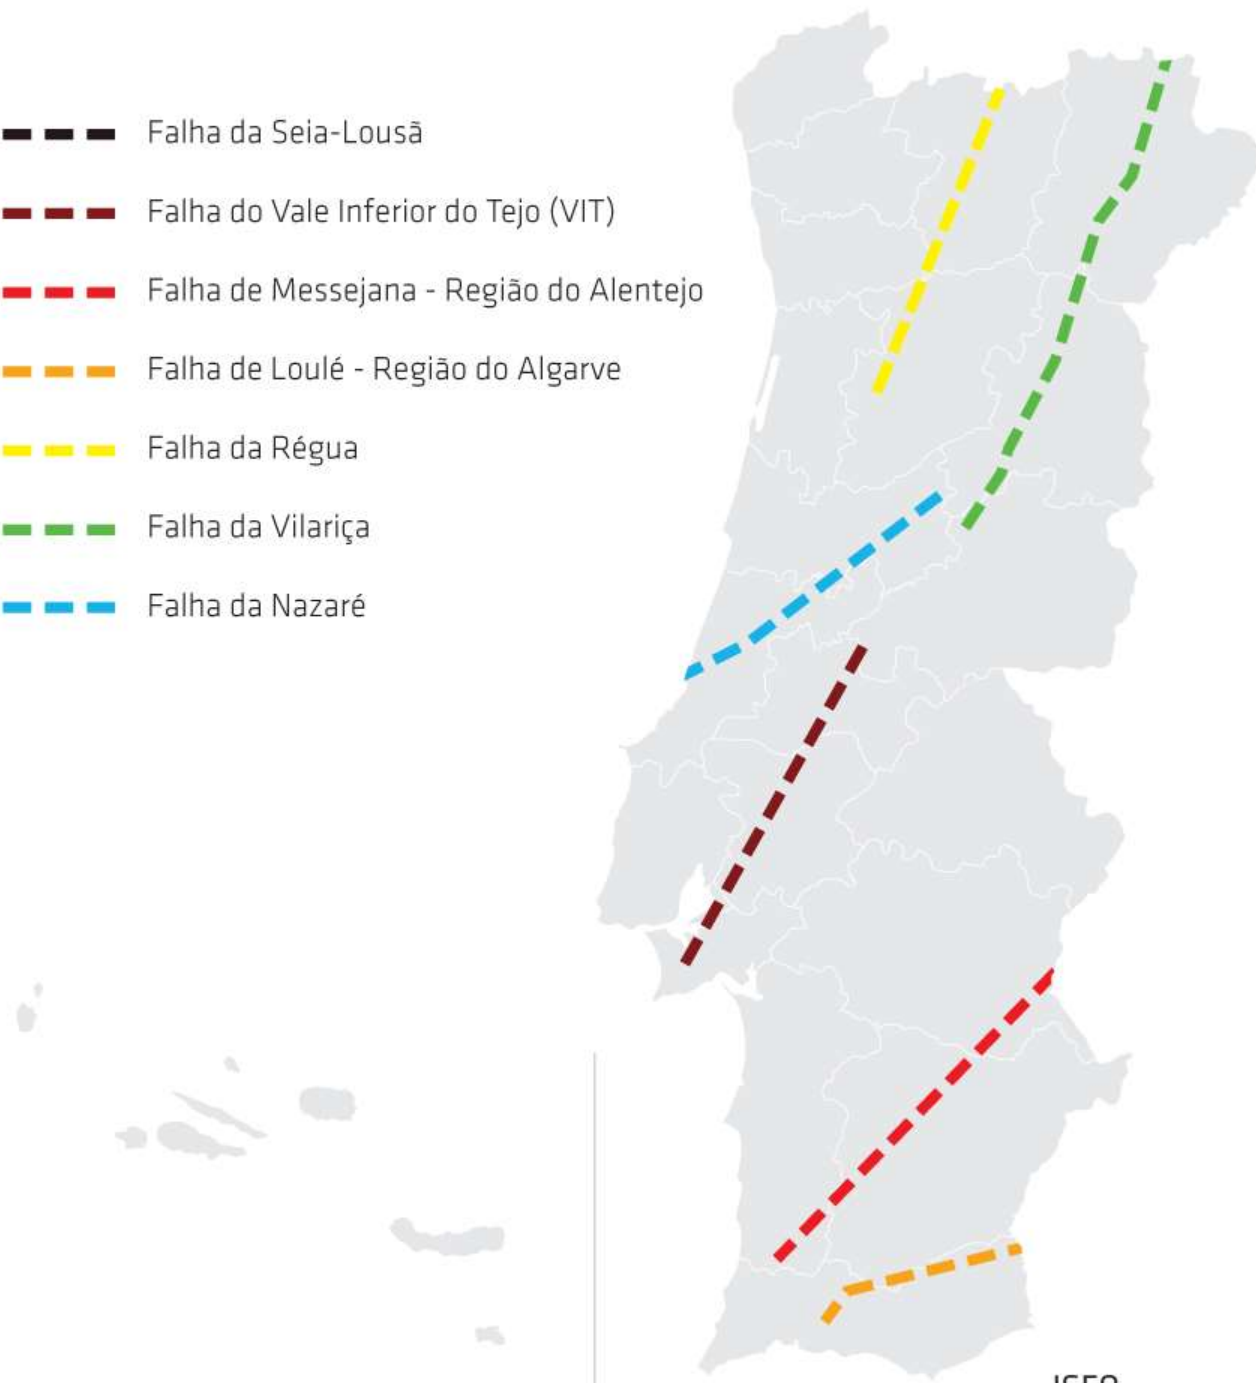 Falha da Seia-Lousã
Falha do Vale Inferior do Tejo (VIT)
Falha de Messejana - Região do Alentejo
Falha de Loulé - Região do Algarve
Falha da Régua
Falha da Vilariça
Falha da Nazaré